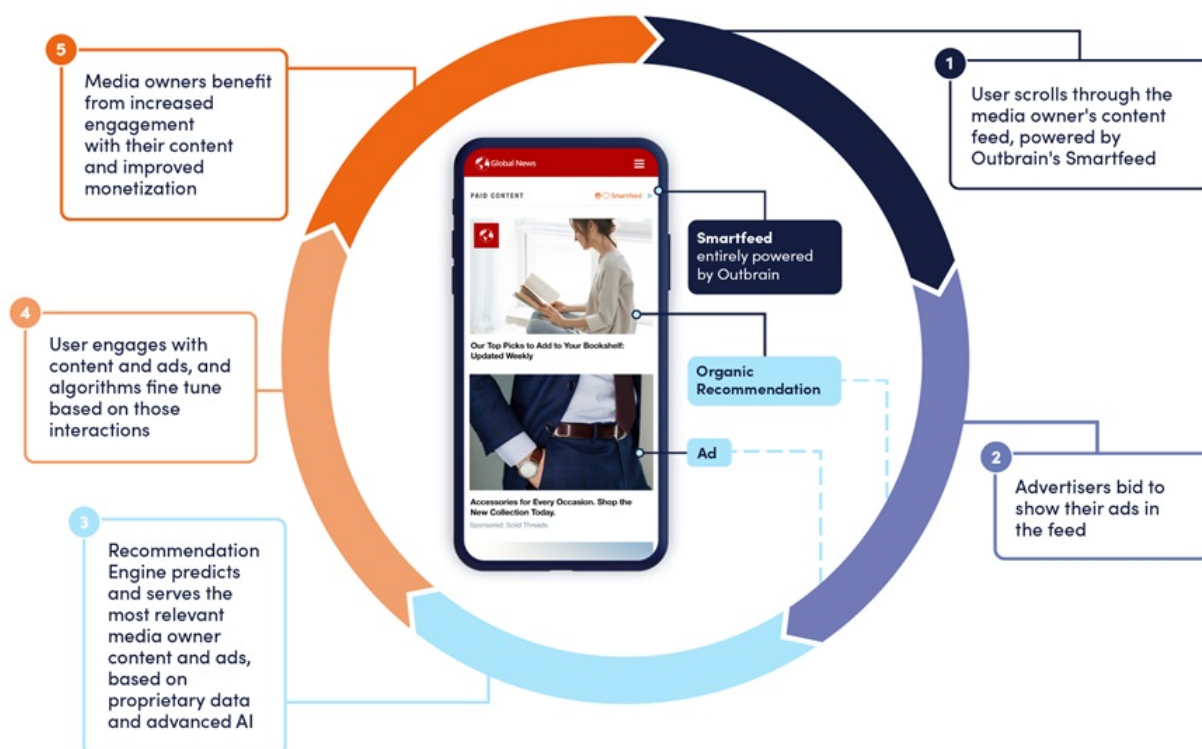 5
Media owners benefit
from increased
engagement
with their content
and improved
monetization
1
User scrolls through the
media owner's content
feed, powered by
Outbrain's Smartfeed
Global News
PAID CONTENT
Smartfeed
Smartfeed
entirely powered
by Outbrain
Our Top Picks to Add to Your Bookshelf:
Updated Weekly
Organic
Recommendation
Ad
Accessories for Every Occasion. Shop the
New Collection Today.
Sponsored: Solid Threads
4
User engages with
content and ads, and
algorithms fine tune
based on those
interactions
2
Advertisers bid to
show their ads in
the feed
3
Recommendation
Engine predicts
and serves the
most relevant
media owner
content and ads,
based on
proprietary data
and advanced AI